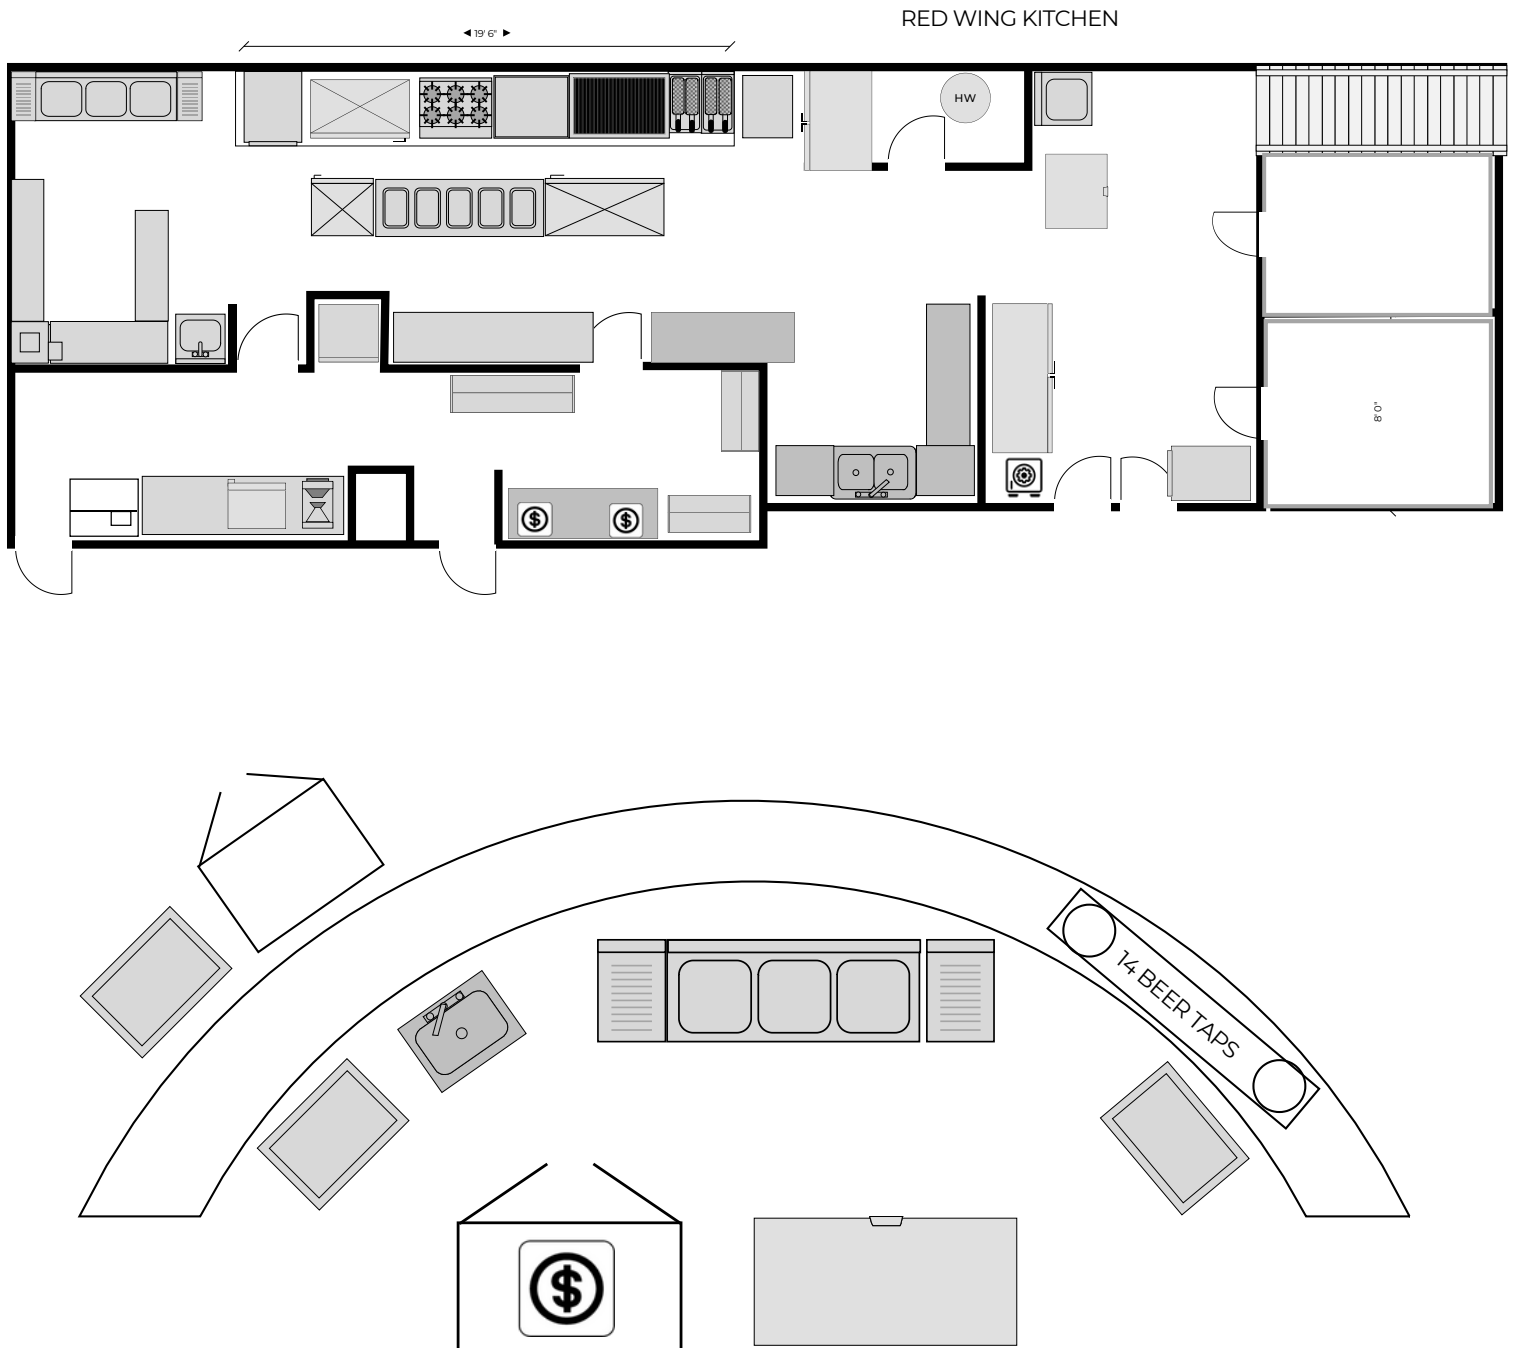 RED WING KITCHEN
19' 6"
HW
8' 0"
$
$
14 BEER TAPS
$